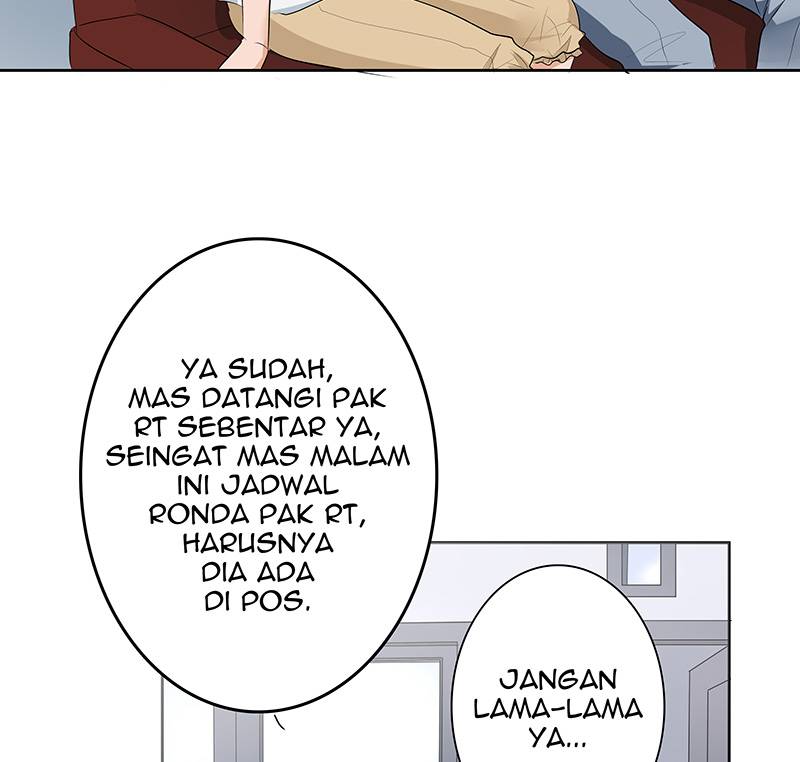 YA SUDAH,
MAS DATANGI PAK
RT SEBENTAR YA,
SEINGAT MAS MALAM
INI JADWAL
RONDA PAK RT,
HARUSNYA
DIA ADA
DI POS.
JANGAN
LAMA-LAMA
YA...